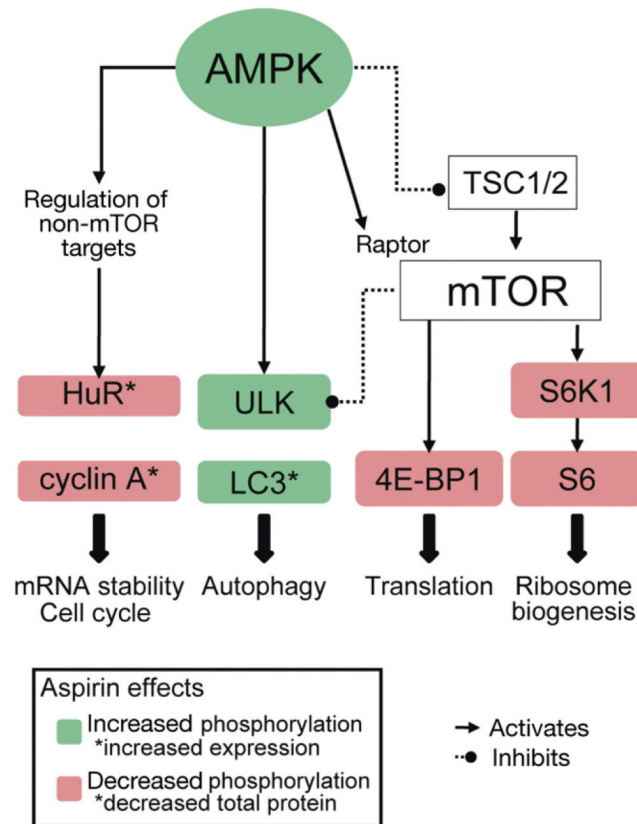 AMPK
TSC1/2
Regulation of
non-mTOR
targets
Raptor
mTOR
HuR*
ULK
S6K1
cyclin A*
LC3*
4E-BP1
S6
mRNA stability
Cell cycle
Autophagy
Translation
Ribosome
biogenesis
Aspirin effects
Increased phosphorylation
*increased expression
Decreased phosphorylation
*decreased total protein
Activates
Inhibits